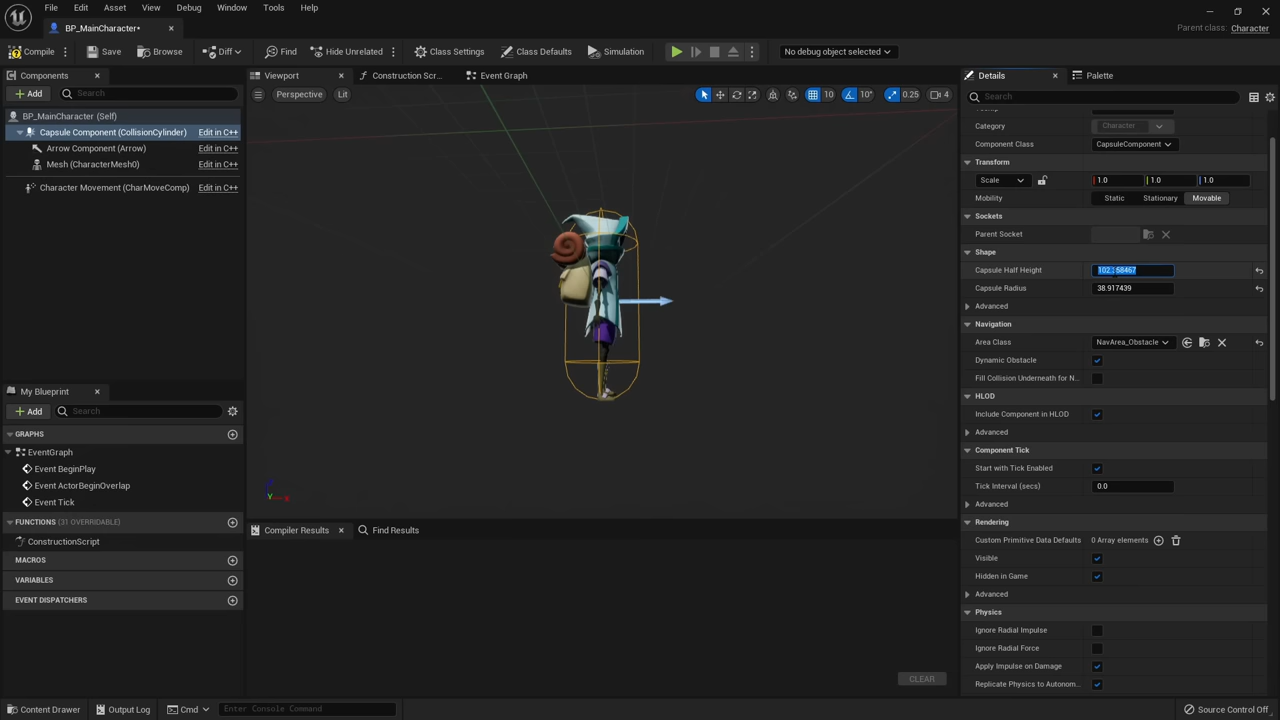 File Edit Asset View Debug Window Tools Help
BP_MainCharacter*
Parent class: Character
Compile Save Browse Diff Find Hide Unrelated Class Settings Class Defaults Simulation No debug object selected
Components
Add Search
BP_MainCharacter (Self)
Capsule Component (CollisionCylinder) Edit in C++
Arrow Component (Arrow) Edit in C++
Mesh (CharacterMesh0) Edit in C++
Character Movement (CharMoveComp) Edit in C++
My Blueprint
Add Search
GRAPHS
EventGraph
Event BeginPlay
Event ActorBeginOverlap
Event Tick
FUNCTIONS (31 OVERRIDABLE)
ConstructionScript
MACROS
VARIABLES
EVENT DISPATCHERS
Viewport Construction Scr... Event Graph
Perspective Lit 10 10° 0.25 4
Y
Compiler Results Find Results
CLEAR
Details Palette
Search
Category Character
Component Class CapsuleComponent
Transform
Scale 1.0 1.0 1.0
Mobility Static Stationary Movable
Sockets
Parent Socket
Shape
Capsule Half Height
Capsule Radius 38.917439
Advanced
Navigation
Area Class NavArea_Obstacle
Dynamic Obstacle
Fill Collision Underneath for N...
HLOD
Include Component in HLOD
Advanced
Component Tick
Start with Tick Enabled
Tick Interval (secs) 0.0
Advanced
Rendering
Custom Primitive Data Defaults 0 Array elements
Visible
Hidden in Game
Advanced
Physics
Ignore Radial Impulse
Ignore Radial Force
Apply Impulse on Damage
Replicate Physics to Autonom...
Content Drawer Output Log Cmd Enter Console Command Source Control Off